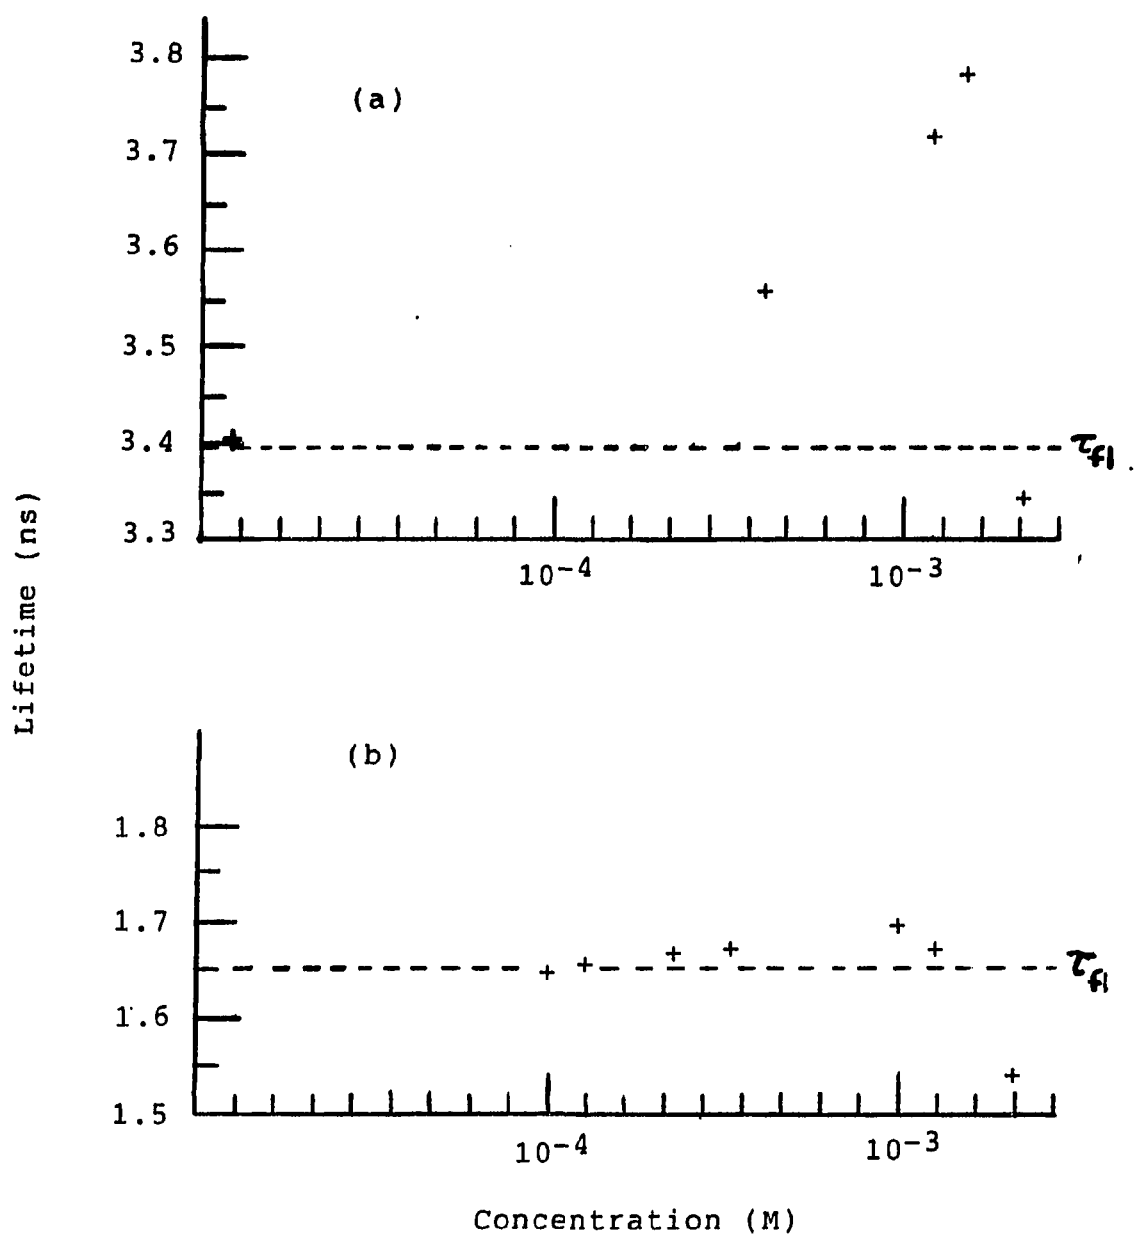 3.8
(a)
3.7
3.6
3.5
3.4
τfl
3.3
10-4
10-3
Lifetime (ns)
(b)
1.8
1.7
τfl
1.6
1.5
10-4
10-3
Concentration (M)